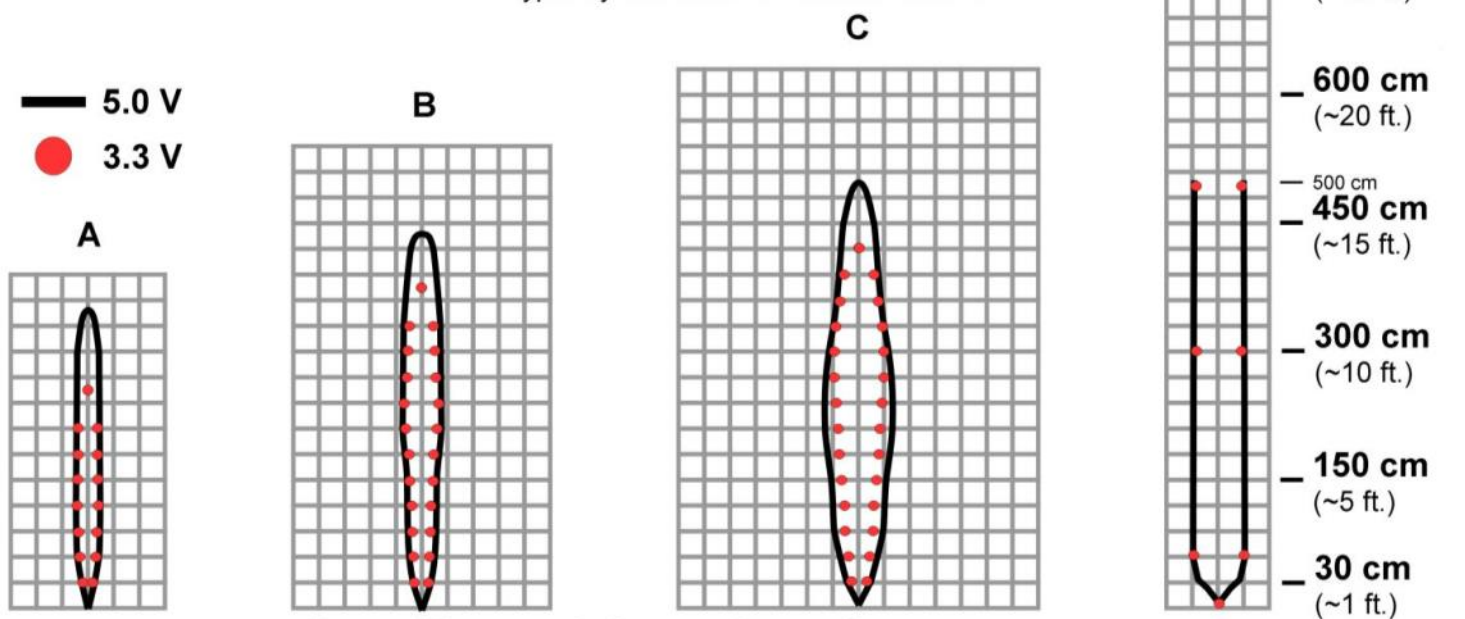 C
5.0 V
B
3.3 V
A
600 cm
(~20 ft.)
500 cm
450 cm
(~15 ft.)
300 cm
(~10 ft.)
150 cm
(~5 ft.)
30 cm
(~1 ft.)